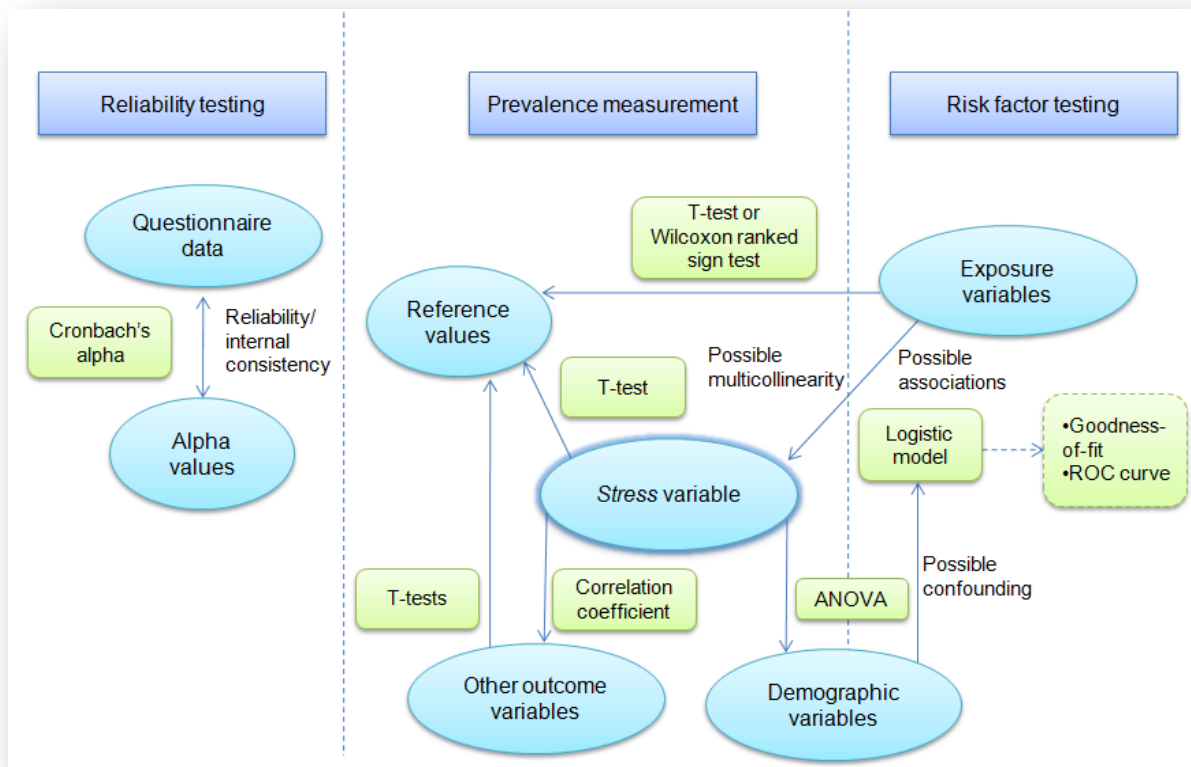 Reliability testing
Prevalence measurement
Risk factor testing
Questionnaire
data
Cronbach's
alpha
Reliability/
internal
consistency
Alpha
values
T-test or
Wilcoxon ranked
sign test
Reference
values
Exposure
variables
T-test
Possible
multicollinearity
Possible
associations
Stress variable
Logistic
model
•Goodness-
of-fit
•ROC curve
T-tests
Correlation
coefficient
ANOVA
Possible
confounding
Other outcome
variables
Demographic
variables